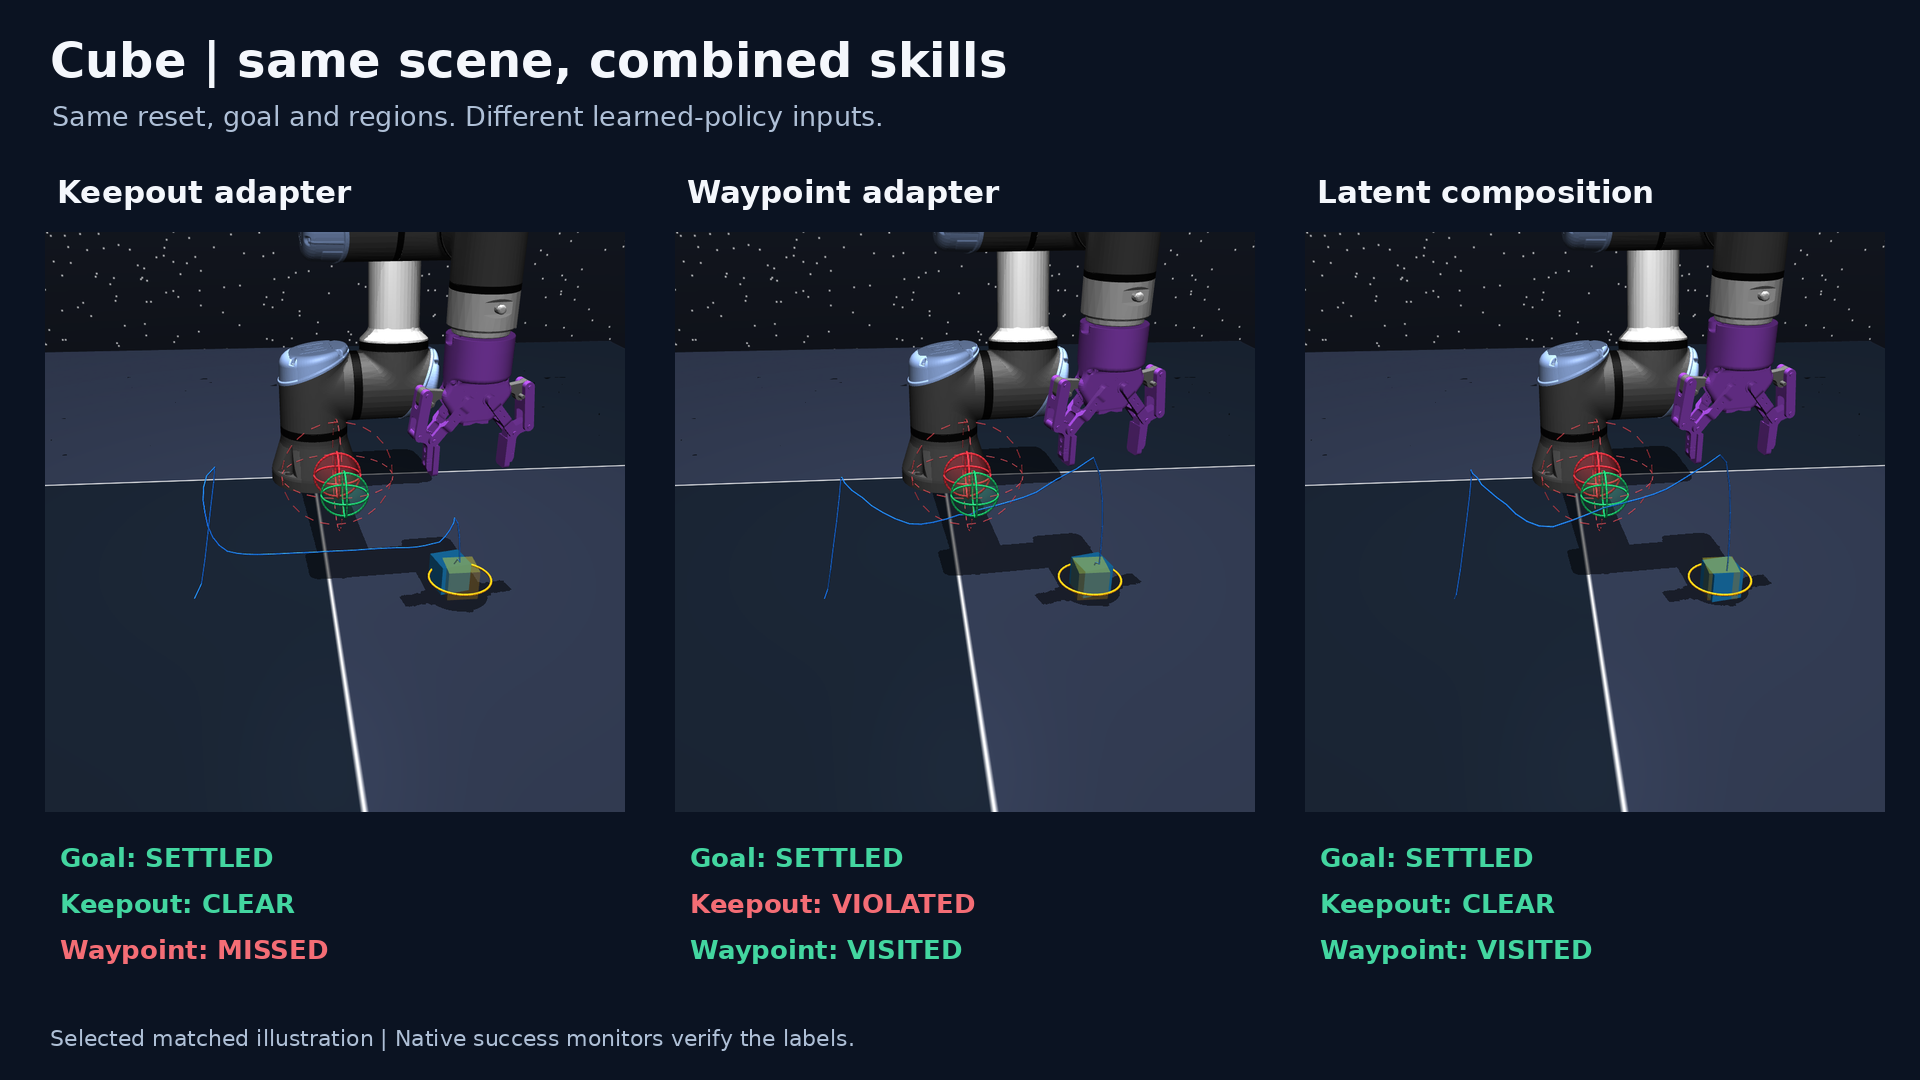 Cube | same scene, combined skills
Same reset, goal and regions. Different learned-policy inputs.
Keepout adapter
Waypoint adapter
Latent composition
Goal: SETTLED
Keepout: CLEAR
Waypoint: MISSED
Goal: SETTLED
Keepout: VIOLATED
Waypoint: VISITED
Goal: SETTLED
Keepout: CLEAR
Waypoint: VISITED
Selected matched illustration | Native success monitors verify the labels.